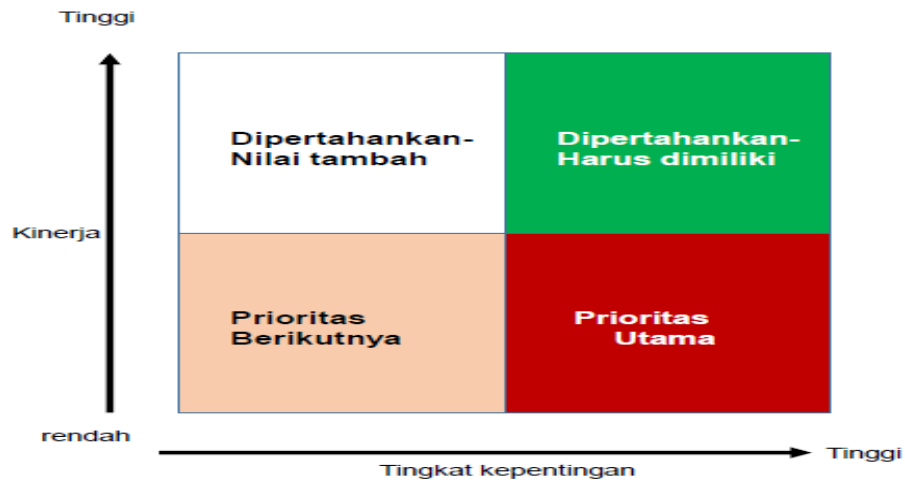 Tinggi
Dipertahankan-
Nilai tambah
Dipertahankan-
Harus dimiliki
Kinerja
Prioritas
Berikutnya
Prioritas
Utama
rendah
Tinggi
Tingkat kepentingan